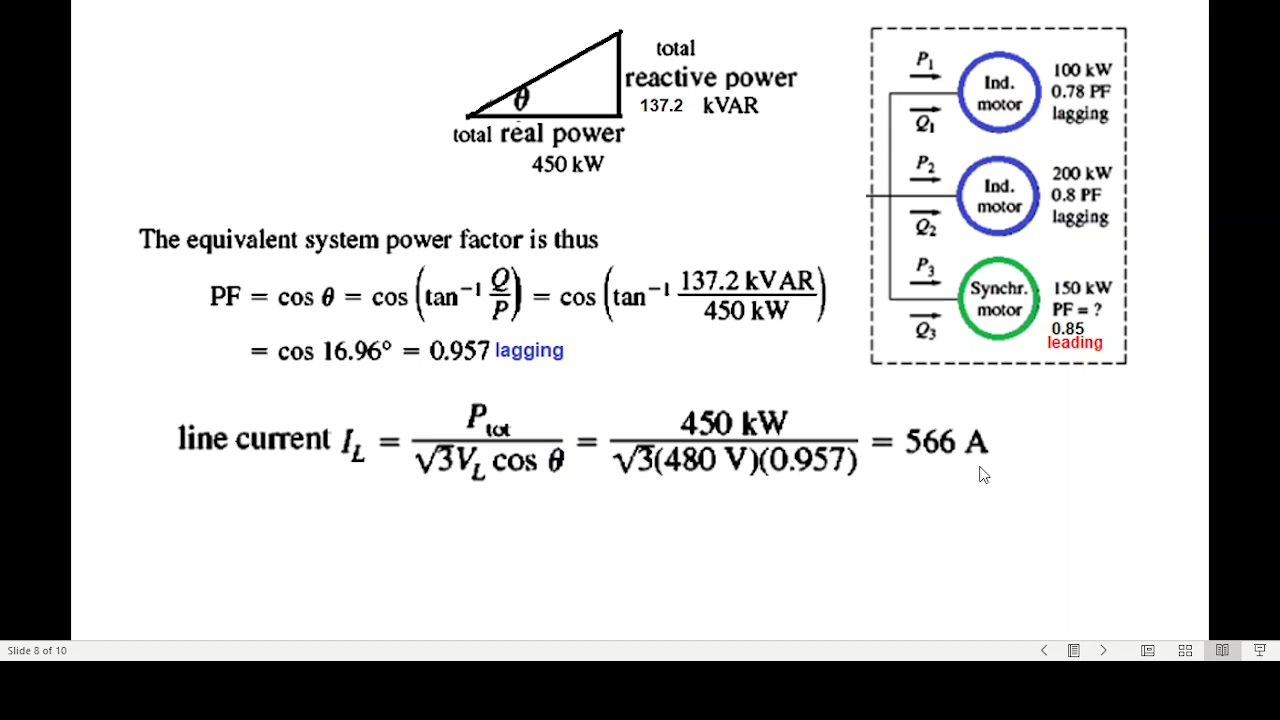 total
reactive power
137.2 kVAR
θ
total real power
450 kW
P₁
Q₁
Ind. motor
100 kW
0.78 PF
lagging
P₂
Q₂
Ind. motor
200 kW
0.8 PF
lagging
P₃
Q₃
Synchr. motor
150 kW
PF = ?
0.85
leading
The equivalent system power factor is thus
PF = cos θ = cos (tan⁻¹ Q/P) = cos (tan⁻¹ 137.2 kVAR / 450 kW)
= cos 16.96° = 0.957 lagging
line current I_L = P_tot / √3 V_L cos θ = 450 kW / √3(480 V)(0.957) = 566 A
Slide 8 of 10